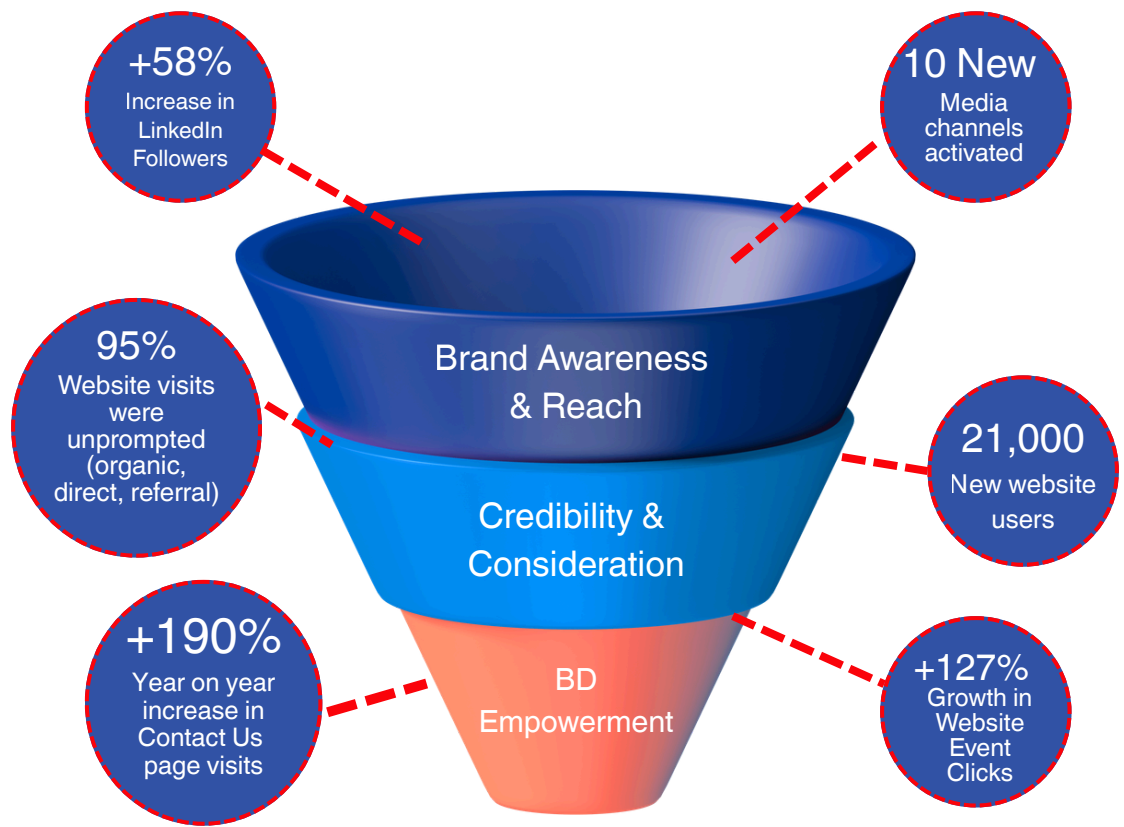 +58%
Increase in
LinkedIn
Followers
10 New
Media
channels
activated
Brand Awareness
& Reach
95%
Website visits
were
unprompted
(organic,
direct, referral)
21,000
New website
users
Credibility &
Consideration
+190%
Year on year
increase in
Contact Us
page visits
BD
Empowerment
+127%
Growth in
Website
Event
Clicks